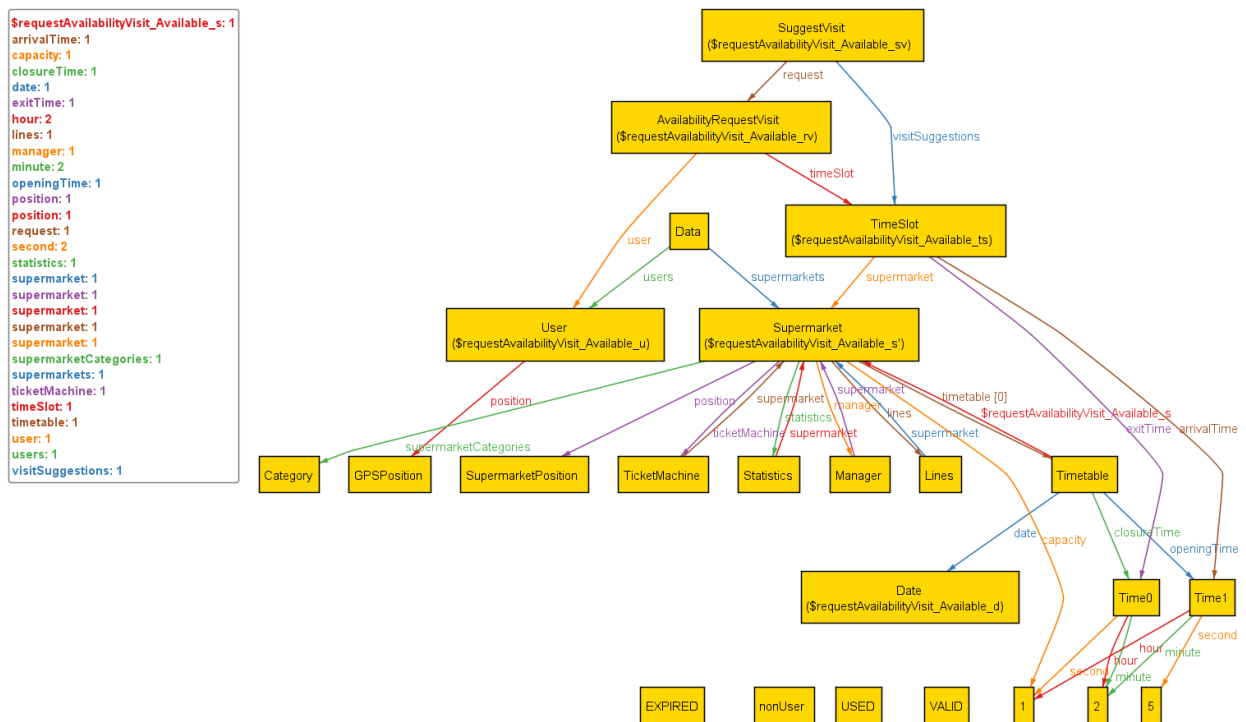 $requestAvailabilityVisit_Available_s: 1
arrivalTime: 1
capacity: 1
closureTime: 1
date: 1
exitTime: 1
hour: 2
lines: 1
manager: 1
minute: 2
openingTime: 1
position: 1
position: 1
request: 1
second: 2
statistics: 1
supermarket: 1
supermarket: 1
supermarket: 1
supermarket: 1
supermarket: 1
supermarketCategories: 1
supermarkets: 1
ticketMachine: 1
timeSlot: 1
timetable: 1
user: 1
users: 1
visitSuggestions: 1
SuggestVisit
($requestAvailabilityVisit_Available_sv)
request
AvailabilityRequestVisit
($requestAvailabilityVisit_Available_rv)
visitSuggestions
timeSlot
TimeSlot
($requestAvailabilityVisit_Available_ts)
Data
user
users
supermarkets
supermarket
User
($requestAvailabilityVisit_Available_u)
Supermarket
($requestAvailabilityVisit_Available_s')
position
supermarketCategories
position
ticketMachine
supermarket
statistics
supermarket
manager
supermarket
lines
supermarket
timetable [0]
$requestAvailabilityVisit_Available_s
exitTime
arrivalTime
Category
GPSPosition
SupermarketPosition
TicketMachine
Statistics
Manager
Lines
Timetable
date
capacity
closureTime
openingTime
Date
($requestAvailabilityVisit_Available_d)
Time0
Time1
second
hour
minute
hour
minute
second
EXPIRED
nonUser
USED
VALID
1
2
5